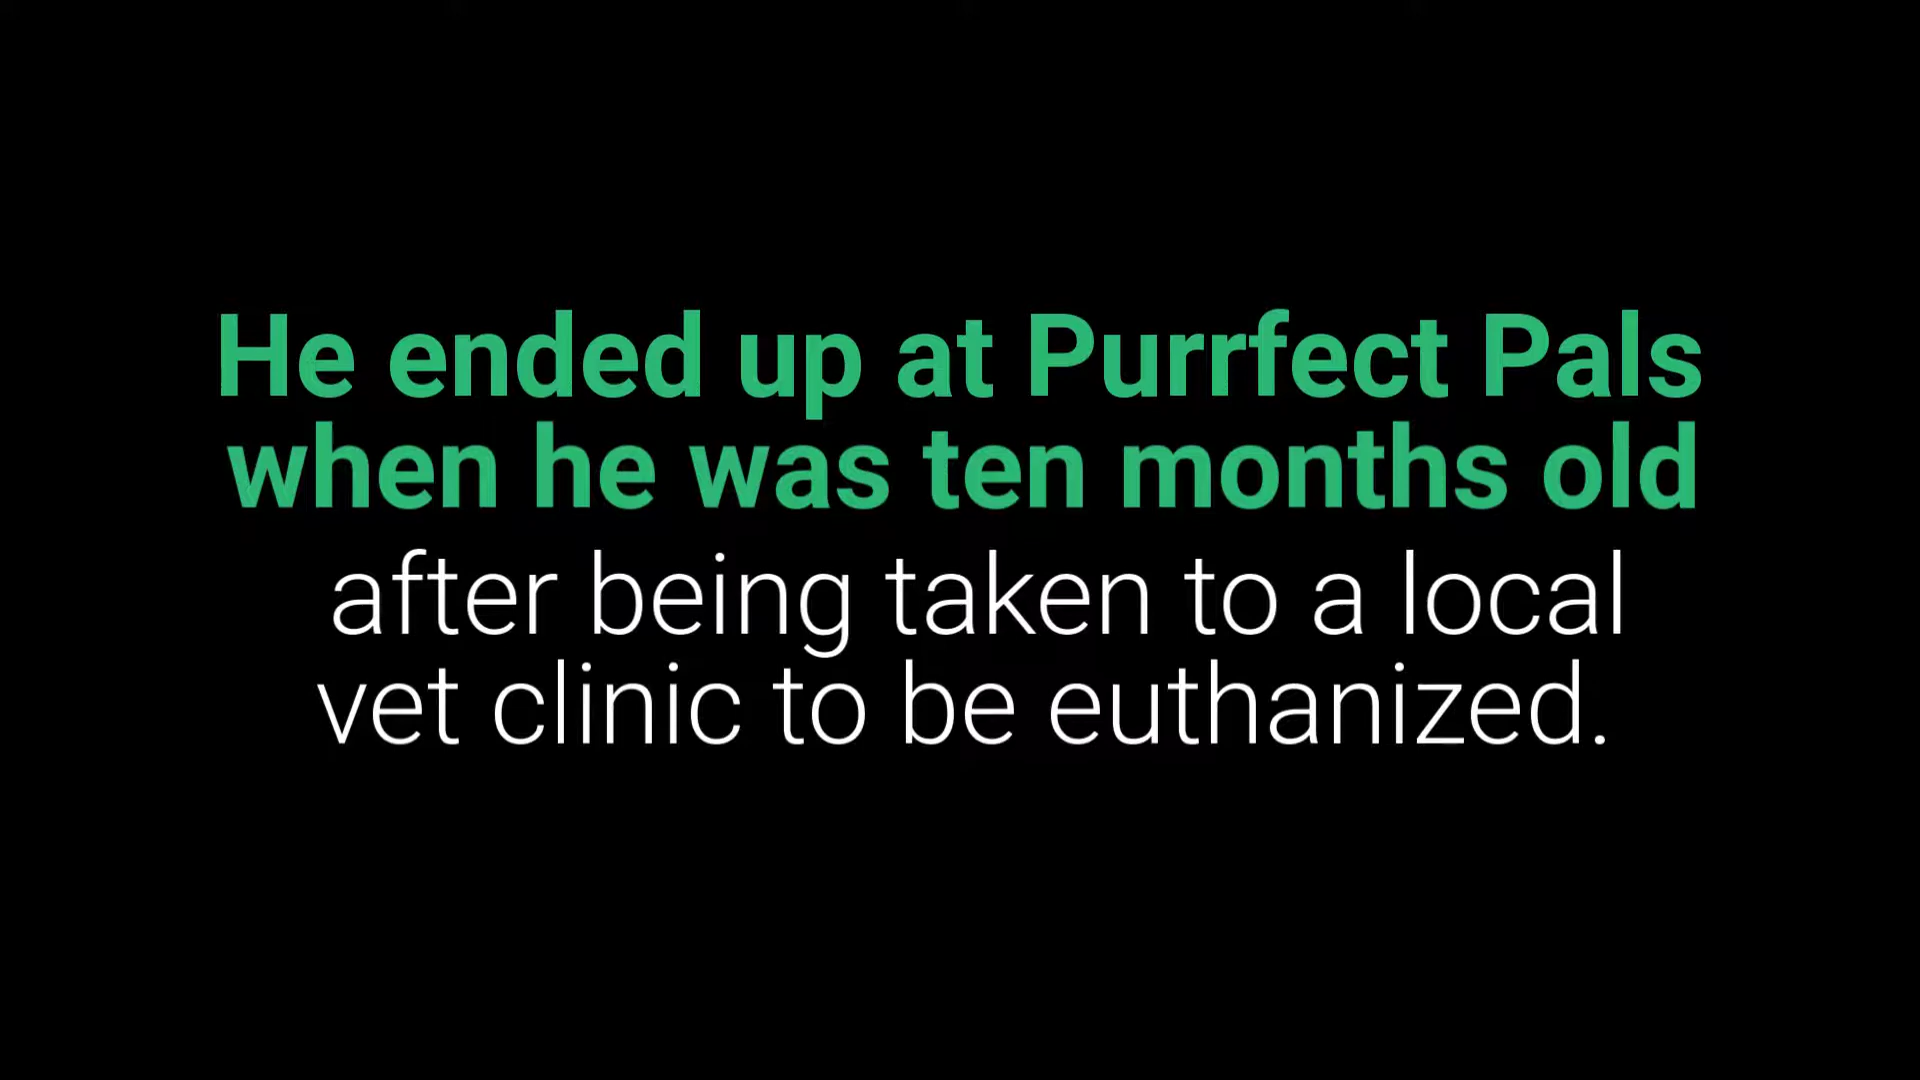 He ended up at Purrfect Pals
when he was ten months old
after being taken to a local
vet clinic to be euthanized.